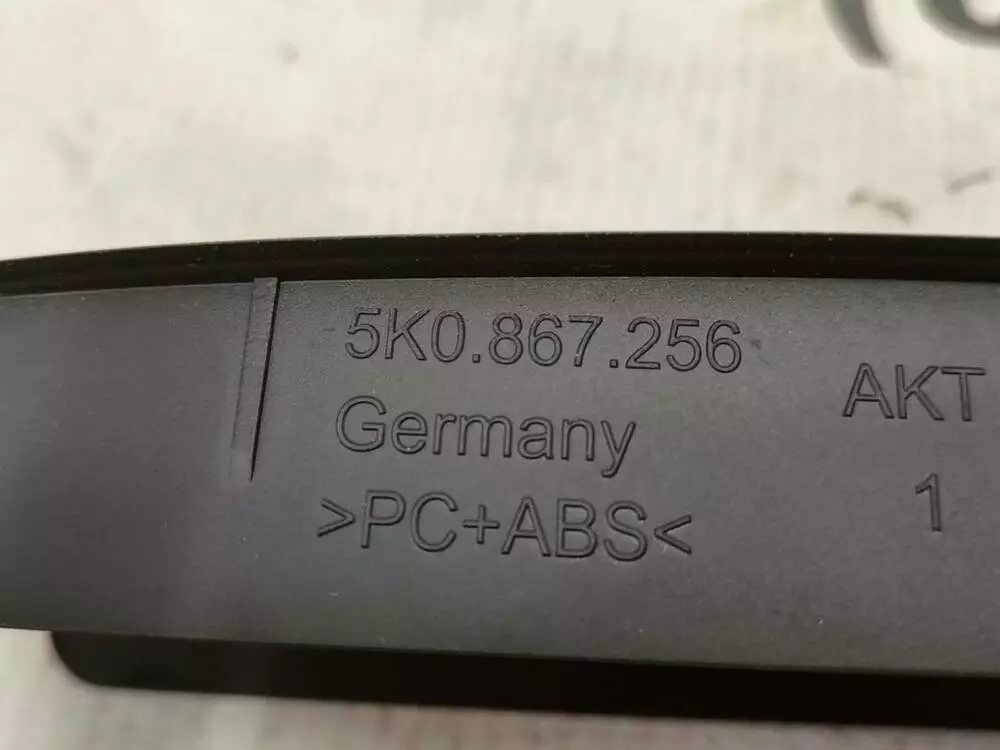 5K0.867.256
Germany
>PC+ABS<
AKT
1